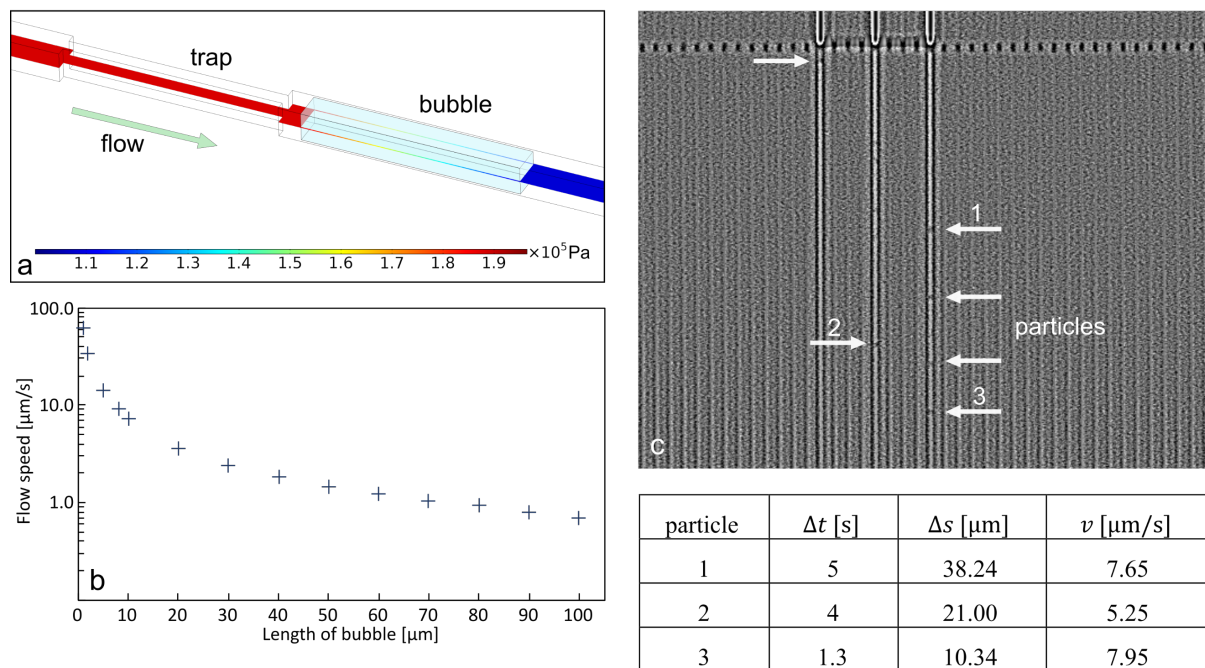 trap
bubble
flow
×10⁵Pa
1.1 1.2 1.3 1.4 1.5 1.6 1.7 1.8 1.9
a
100.0
10.0
1.0
Flow speed [µm/s]
b
0 10 20 30 40 50 60 70 80 90 100
Length of bubble [µm]
1
2
particles
3
c
particle Δt [s] Δs [µm] v [µm/s]
1 5 38.24 7.65
2 4 21.00 5.25
3 1.3 10.34 7.95